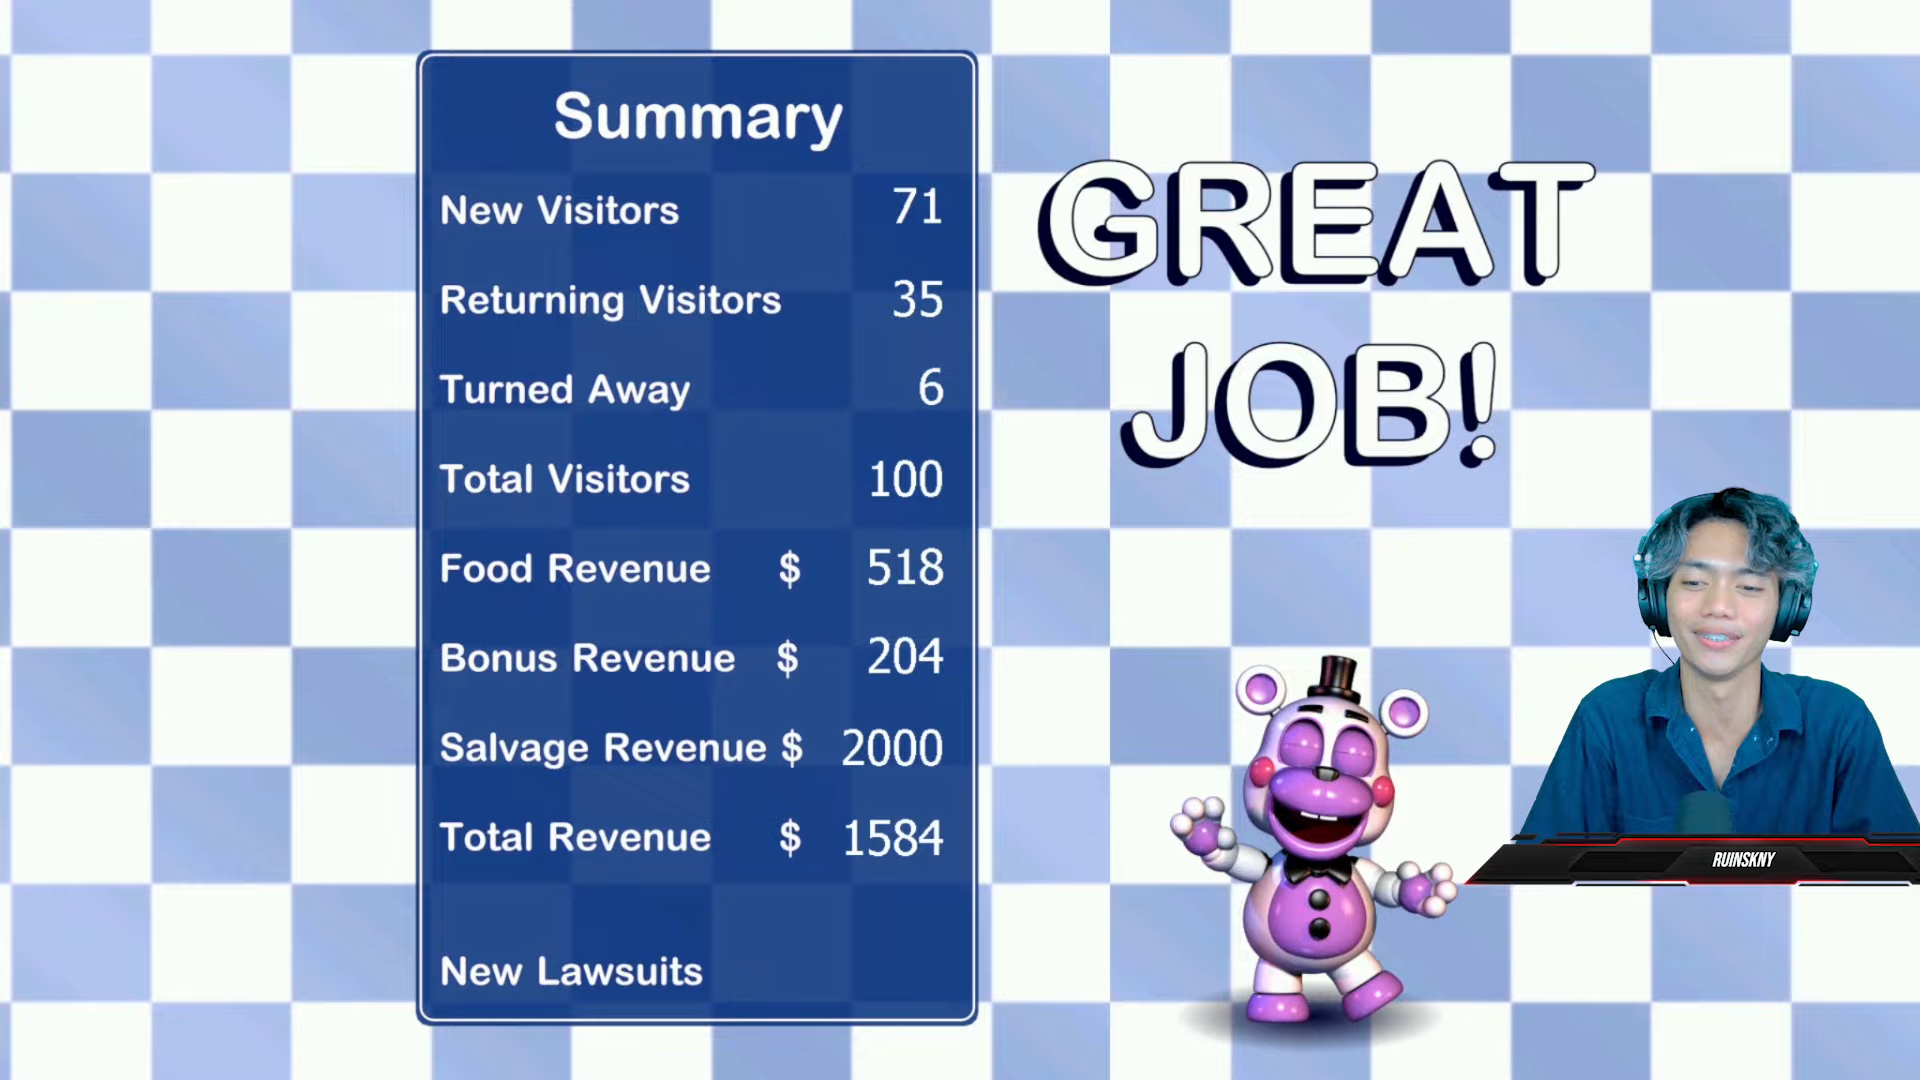 Summary
New Visitors 71
Returning Visitors 35
Turned Away 6
Total Visitors 100
Food Revenue $ 518
Bonus Revenue $ 204
Salvage Revenue $ 2000
Total Revenue $ 1584
New Lawsuits
GREAT
JOB!
RUINSKNY